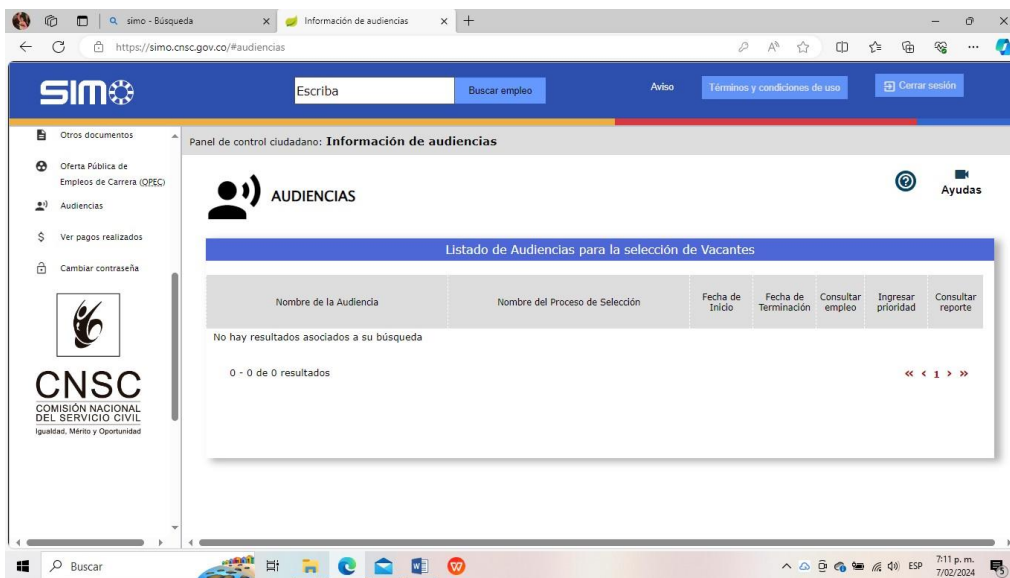 simo - Búsqueda
Información de audiencias
https://simo.cnsc.gov.co/#audiencias
SIMO
Escriba
Buscar empleo
Aviso
Términos y condiciones de uso
Cerrar sesión
Otros documentos
Oferta Pública de
Empleos de Carrera (OPEC)
Audiencias
Ver pagos realizados
Cambiar contraseña
CNSC
COMISIÓN NACIONAL
DEL SERVICIO CIVIL
Igualdad, Mérito y Oportunidad
Panel de control ciudadano: Información de audiencias
AUDIENCIAS
Ayudas
Listado de Audiencias para la selección de Vacantes
Nombre de la Audiencia
Nombre del Proceso de Selección
Fecha de
Inicio
Fecha de
Terminación
Consultar
empleo
Ingresar
prioridad
Consultar
reporte
No hay resultados asociados a su búsqueda
0 - 0 de 0 resultados
« ‹ 1 › »
Buscar
ESP
7:11 p. m.
7/02/2024